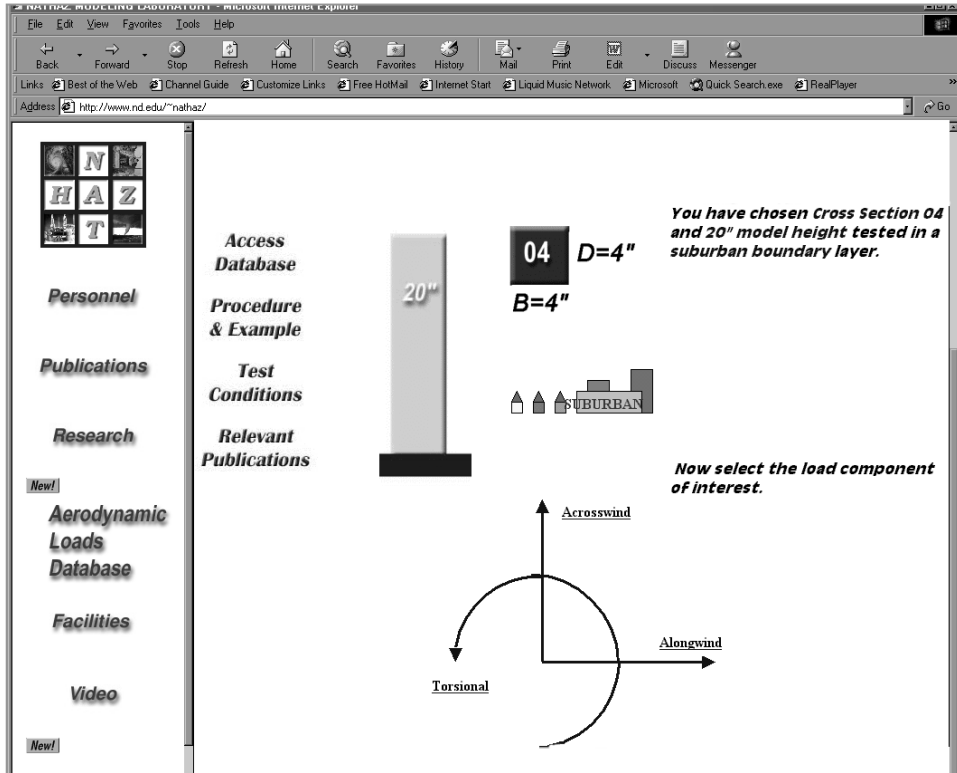 NATHAZ MODELING LABORATORY - Microsoft Internet Explorer
File Edit View Favorites Tools Help
Back Forward Stop Refresh Home Search Favorites History Mail Print Edit Discuss Messenger
Links Best of the Web Channel Guide Customize Links Free HotMail Internet Start Liquid Music Network Microsoft Quick Search.exe RealPlayer »
Address http://www.nd.edu/~nathaz/ Go
N
H A Z
T
Personnel
Publications
Research
New!
Aerodynamic
Loads
Database
Facilities
Video
New!
Access
Database
Procedure
& Example
Test
Conditions
Relevant
Publications
20"
04 D=4"
B=4"
SUBURBAN
You have chosen Cross Section 04
and 20" model height tested in a
suburban boundary layer.
Now select the load component
of interest.
Acrosswind
Alongwind
Torsional